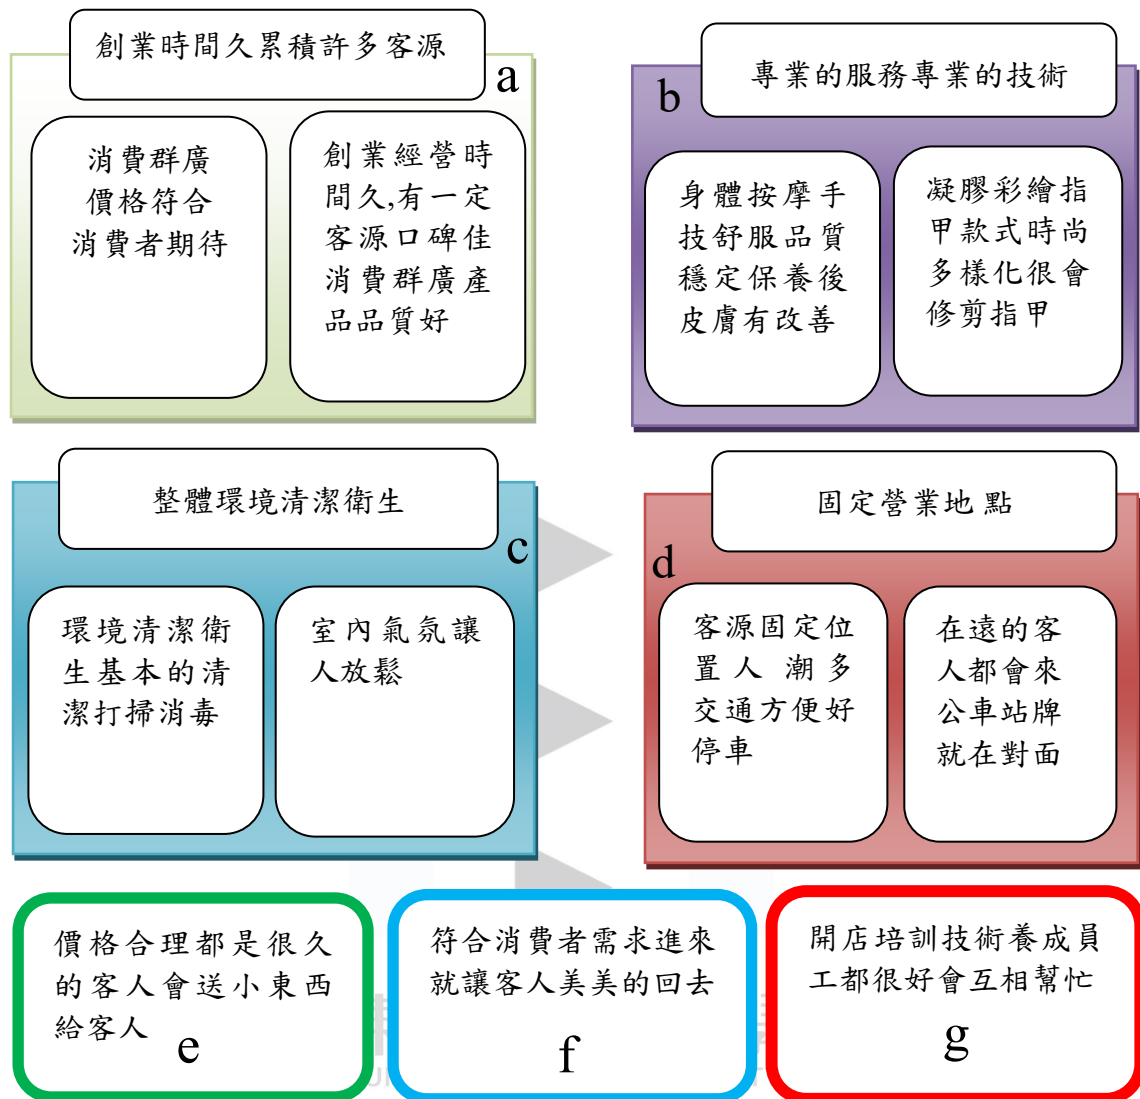 創業時間久累積許多客源
a
消費群廣
價格符合
消費者期待
創業經營時
間久,有一定
客源口碑佳
消費群廣產
品品質好
專業的服務專業的技術
b
身體按摩手
技舒服品質
穩定保養後
皮膚有改善
凝膠彩繪指
甲款式時尚
多樣化很會
修剪指甲
整體環境清潔衛生
c
環境清潔衛
生基本的清
潔打掃消毒
室內氣氛讓
人放鬆
固定營業地 點
d
客源固定位
置人 潮多
交通方便好
停車
在遠的客
人都會來
公車站牌
就在對面
價格合理都是很久
的客人會送小東西
給客人
e
符合消費者需求進來
就讓客人美美的回去
f
開店培訓技術養成員
工都很好會互相幫忙
g